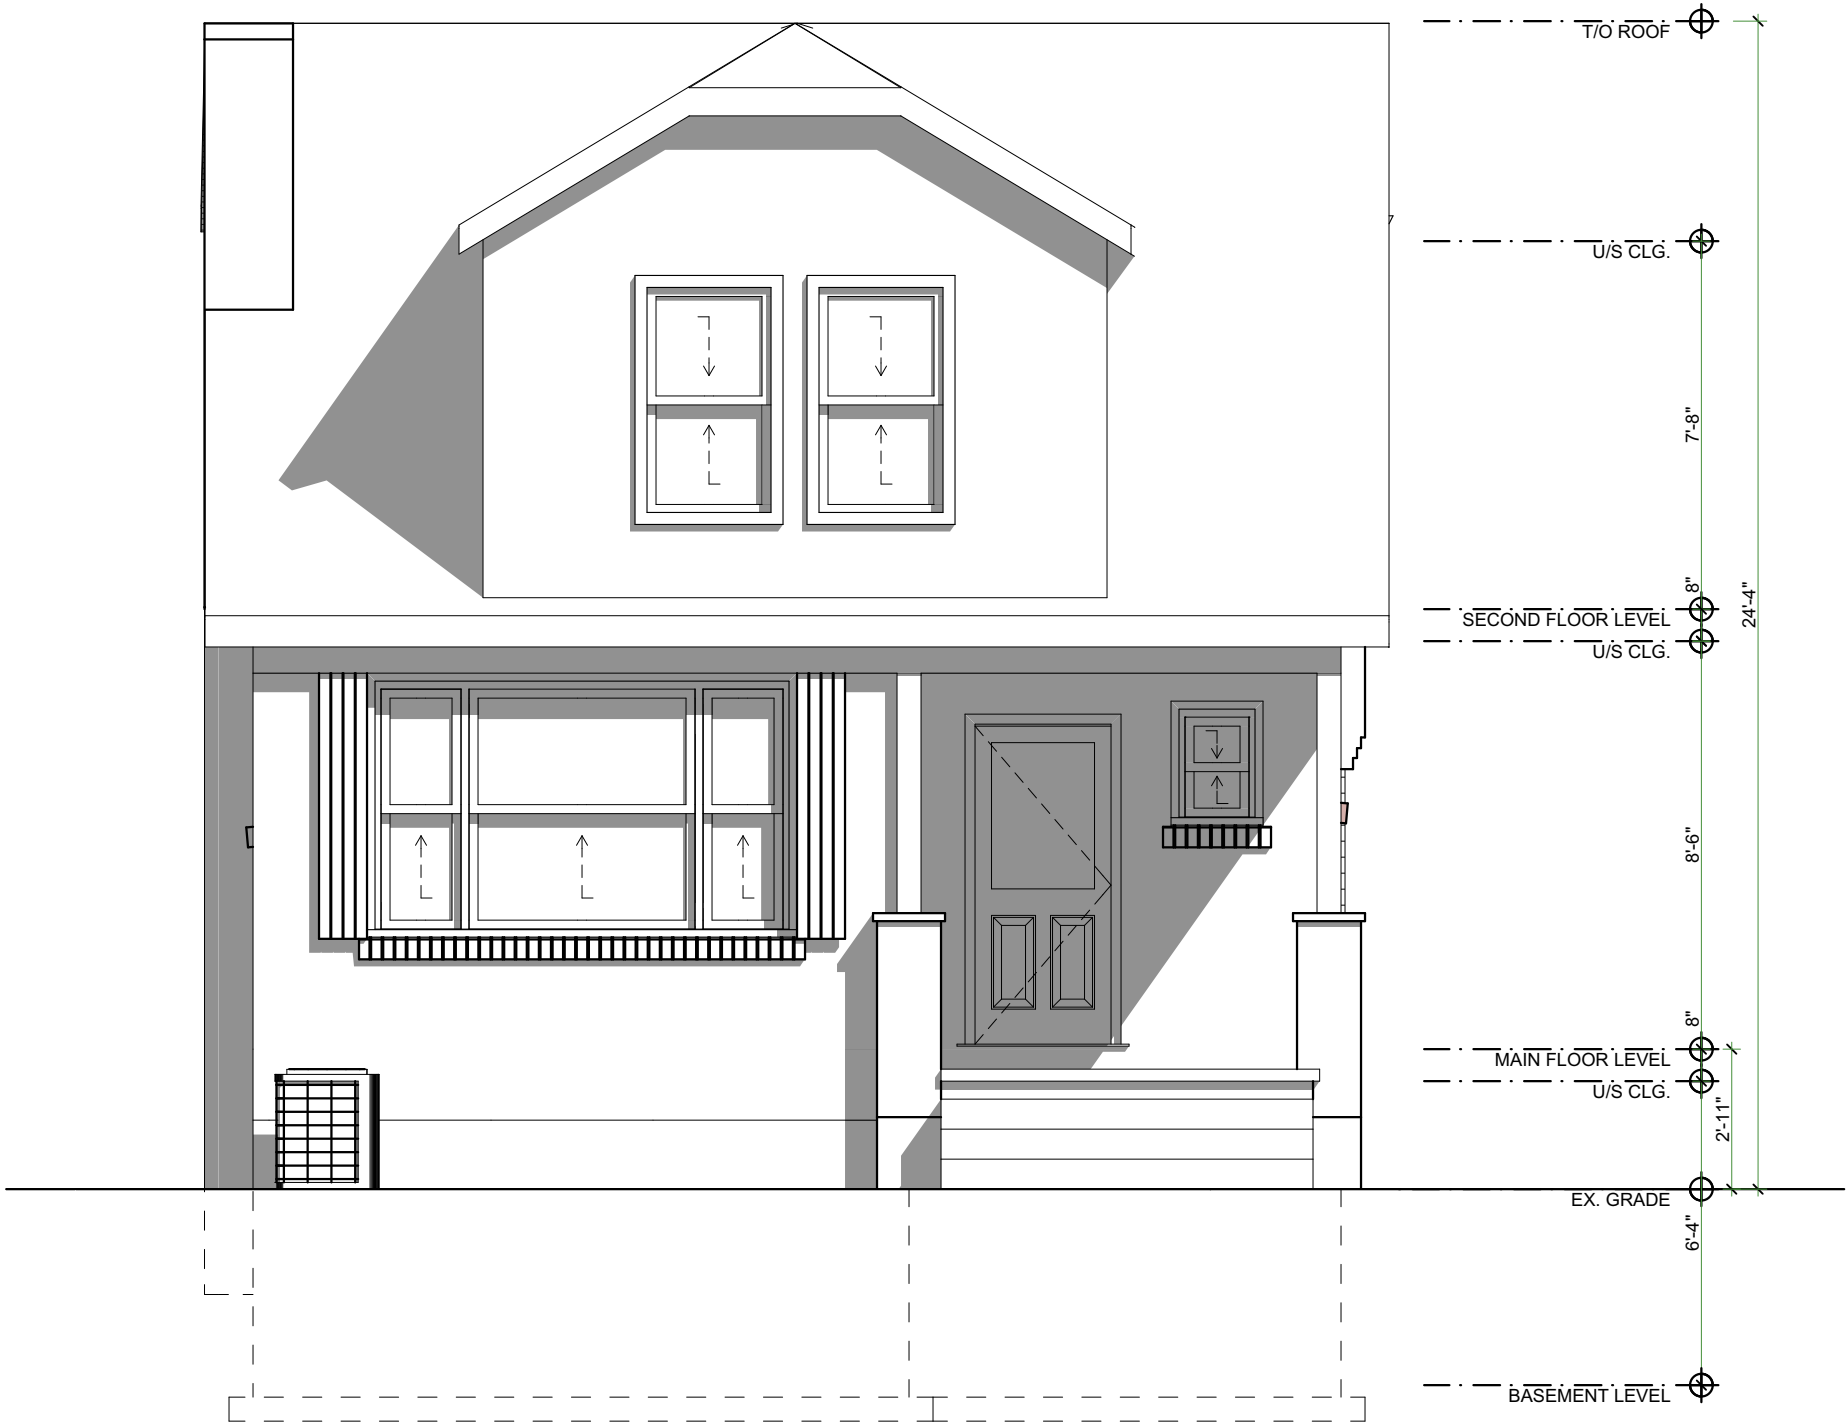 T/O ROOF
U/S CLG.
7'-8"
8"
24'-4"
SECOND FLOOR LEVEL
U/S CLG.
8'-6"
8"
MAIN FLOOR LEVEL
U/S CLG.
2'-11"
EX. GRADE
6'-4"
BASEMENT LEVEL